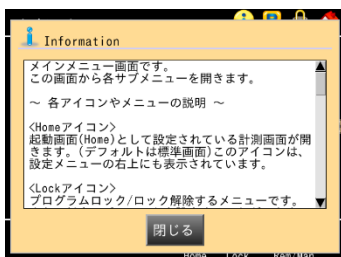 Information
メインメニュー画面です。
この画面から各サブメニューを開きます。
～ 各アイコンやメニューの説明 ～
〈Homeアイコン〉
起動画面(Home)として設定されている計測画面が開
きます。(デフォルトは標準画面)このアイコンは、
設定メニューの右上にも表示されています。
〈Lockアイコン〉
プログラムロック/ロック解除するメニューです。
閉じる
Home Lock Rem/Man